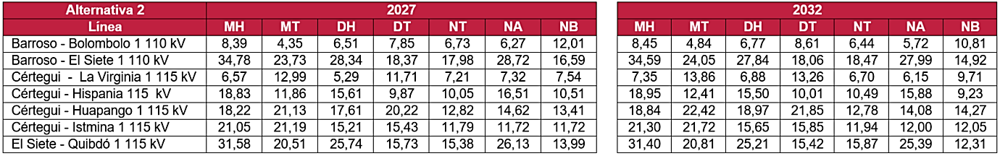 Alternativa 2 2027 2032
Línea MH MT DH DT NT NA NB MH MT DH DT NT NA NB
Barroso - Bolombolo 1 110 kV 8,39 4,35 6,51 7,85 6,73 6,27 12,01 8,45 4,84 6,77 8,61 6,44 5,72 10,81
Barroso - El Siete 1 110 kV 34,78 23,73 28,34 18,37 17,98 28,72 16,59 34,59 24,05 27,84 18,06 18,47 27,99 14,92
Cértegui - La Virginia 1 115 kV 6,57 12,99 5,29 11,71 7,21 7,32 7,54 7,35 13,86 6,88 13,26 6,70 6,15 9,71
Cértegui - Hispania 115 kV 18,83 11,86 15,61 9,87 10,05 16,51 10,51 18,95 12,41 15,50 10,01 10,49 15,88 9,23
Cértegui - Huapango 1 115 kV 18,22 21,13 17,61 20,22 12,82 14,62 13,41 18,84 22,42 18,97 21,85 12,78 14,08 14,27
Cértegui - Istmina 1 115 kV 21,05 21,19 15,21 15,43 11,79 11,72 11,72 21,30 21,72 15,65 15,85 11,94 12,00 12,05
El Siete - Quibdó 1 115 kV 31,58 20,51 25,74 15,73 15,38 26,13 13,99 31,40 20,81 25,21 15,42 15,87 25,39 12,31